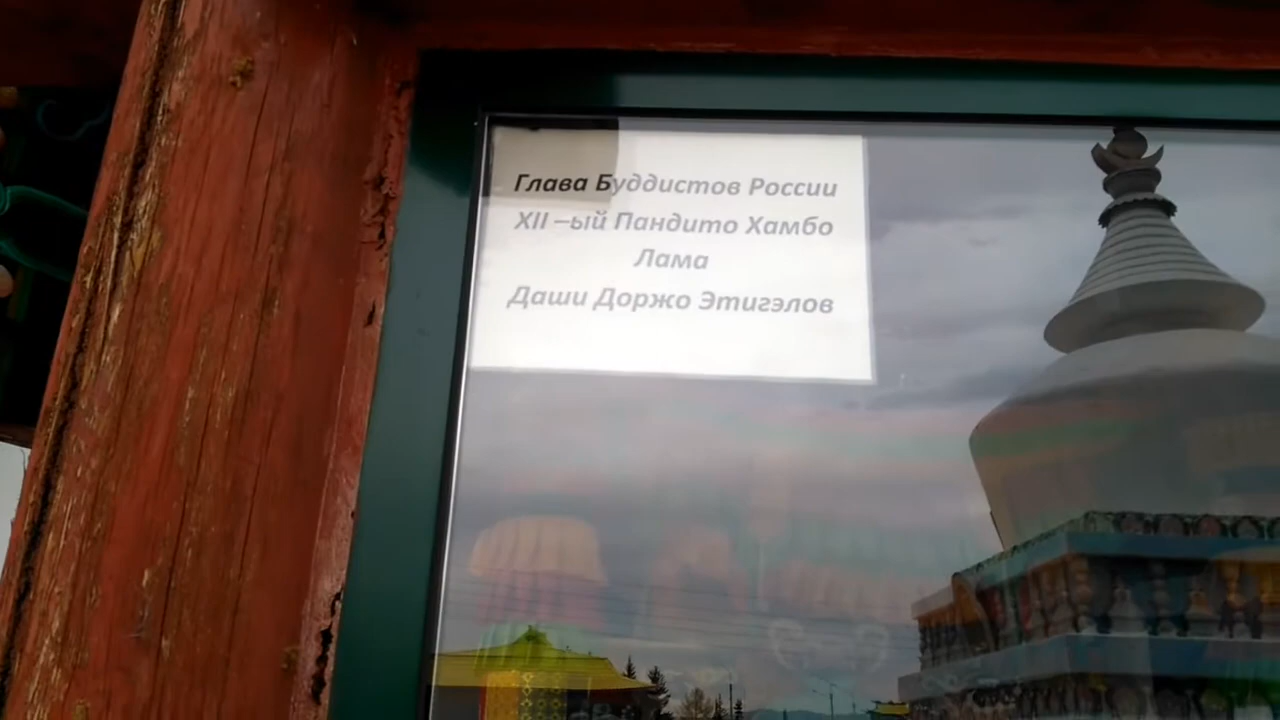 Глава Буддистов России
XII –ый Пандито Хамбо
Лама
Даши Доржо Этигэлов